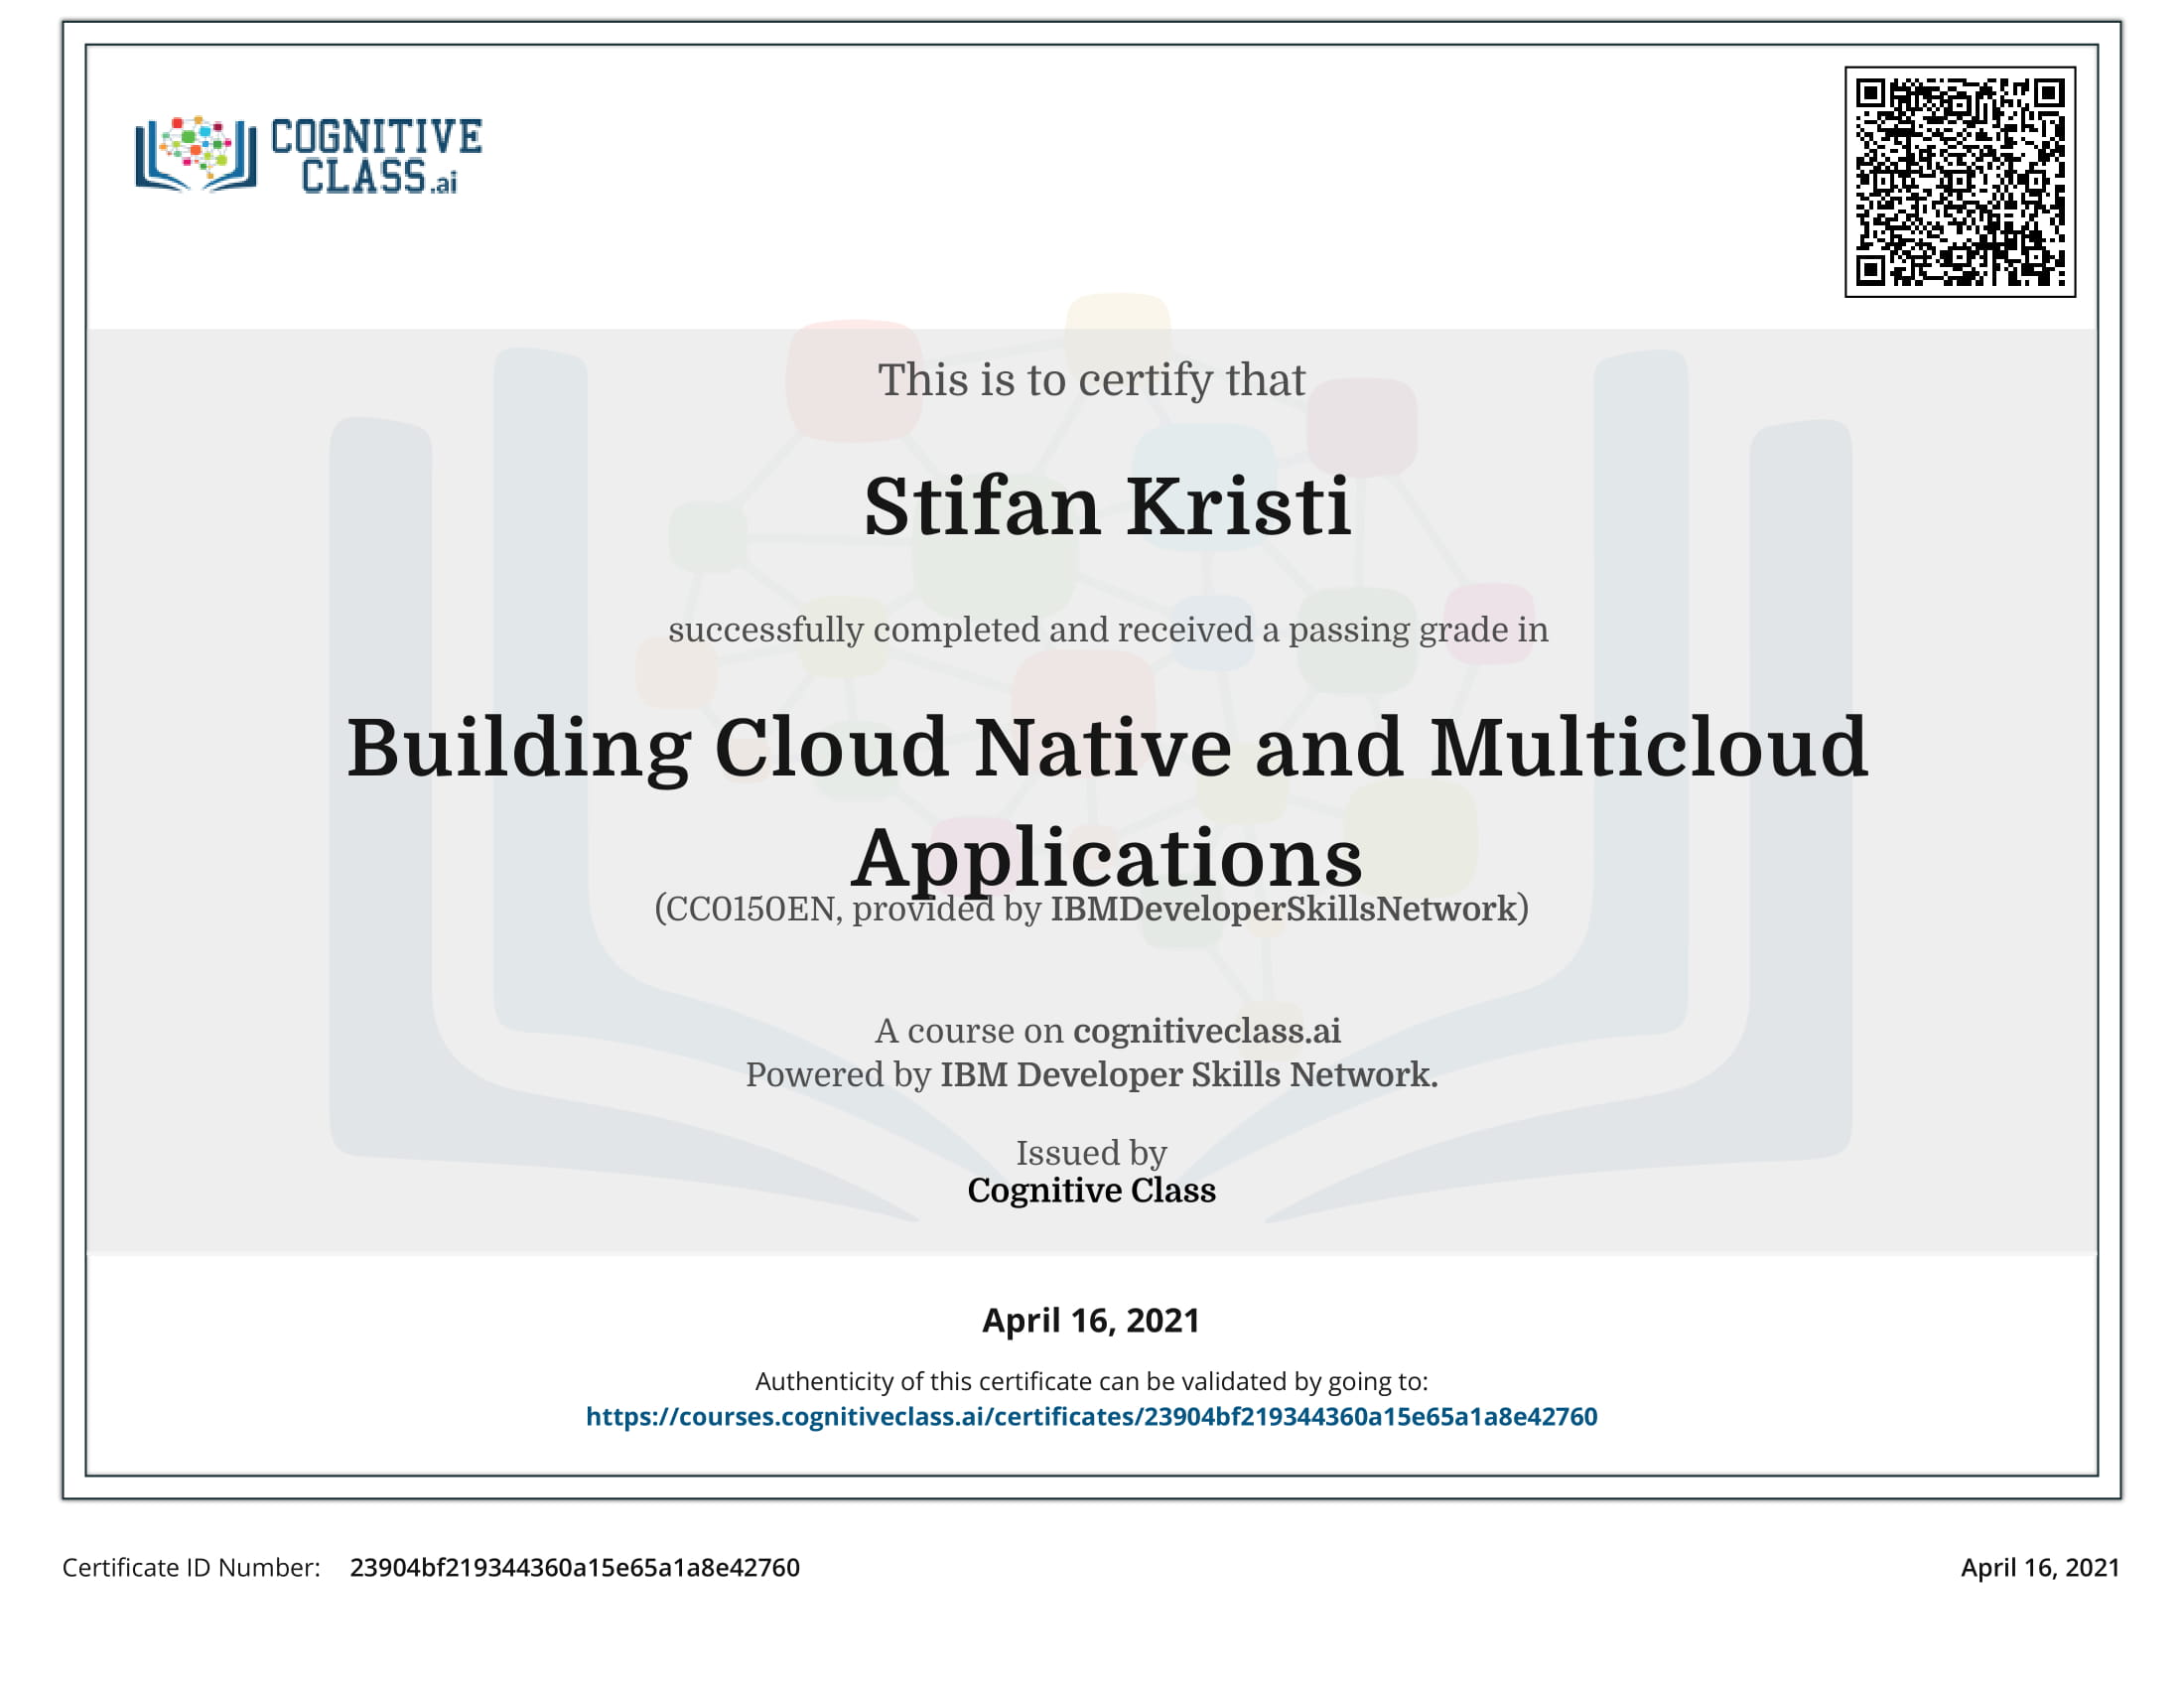 COGNITIVE
CLASS.ai
This is to certify that
Stifan Kristi
successfully completed and received a passing grade in
Building Cloud Native and Multicloud
Applications
(CC0150EN, provided by IBMDeveloperSkillsNetwork)
A course on cognitiveclass.ai
Powered by IBM Developer Skills Network.
Issued by
Cognitive Class
April 16, 2021
Authenticity of this certificate can be validated by going to:
https://courses.cognitiveclass.ai/certificates/23904bf219344360a15e65a1a8e42760
Certificate ID Number: 23904bf219344360a15e65a1a8e42760
April 16, 2021